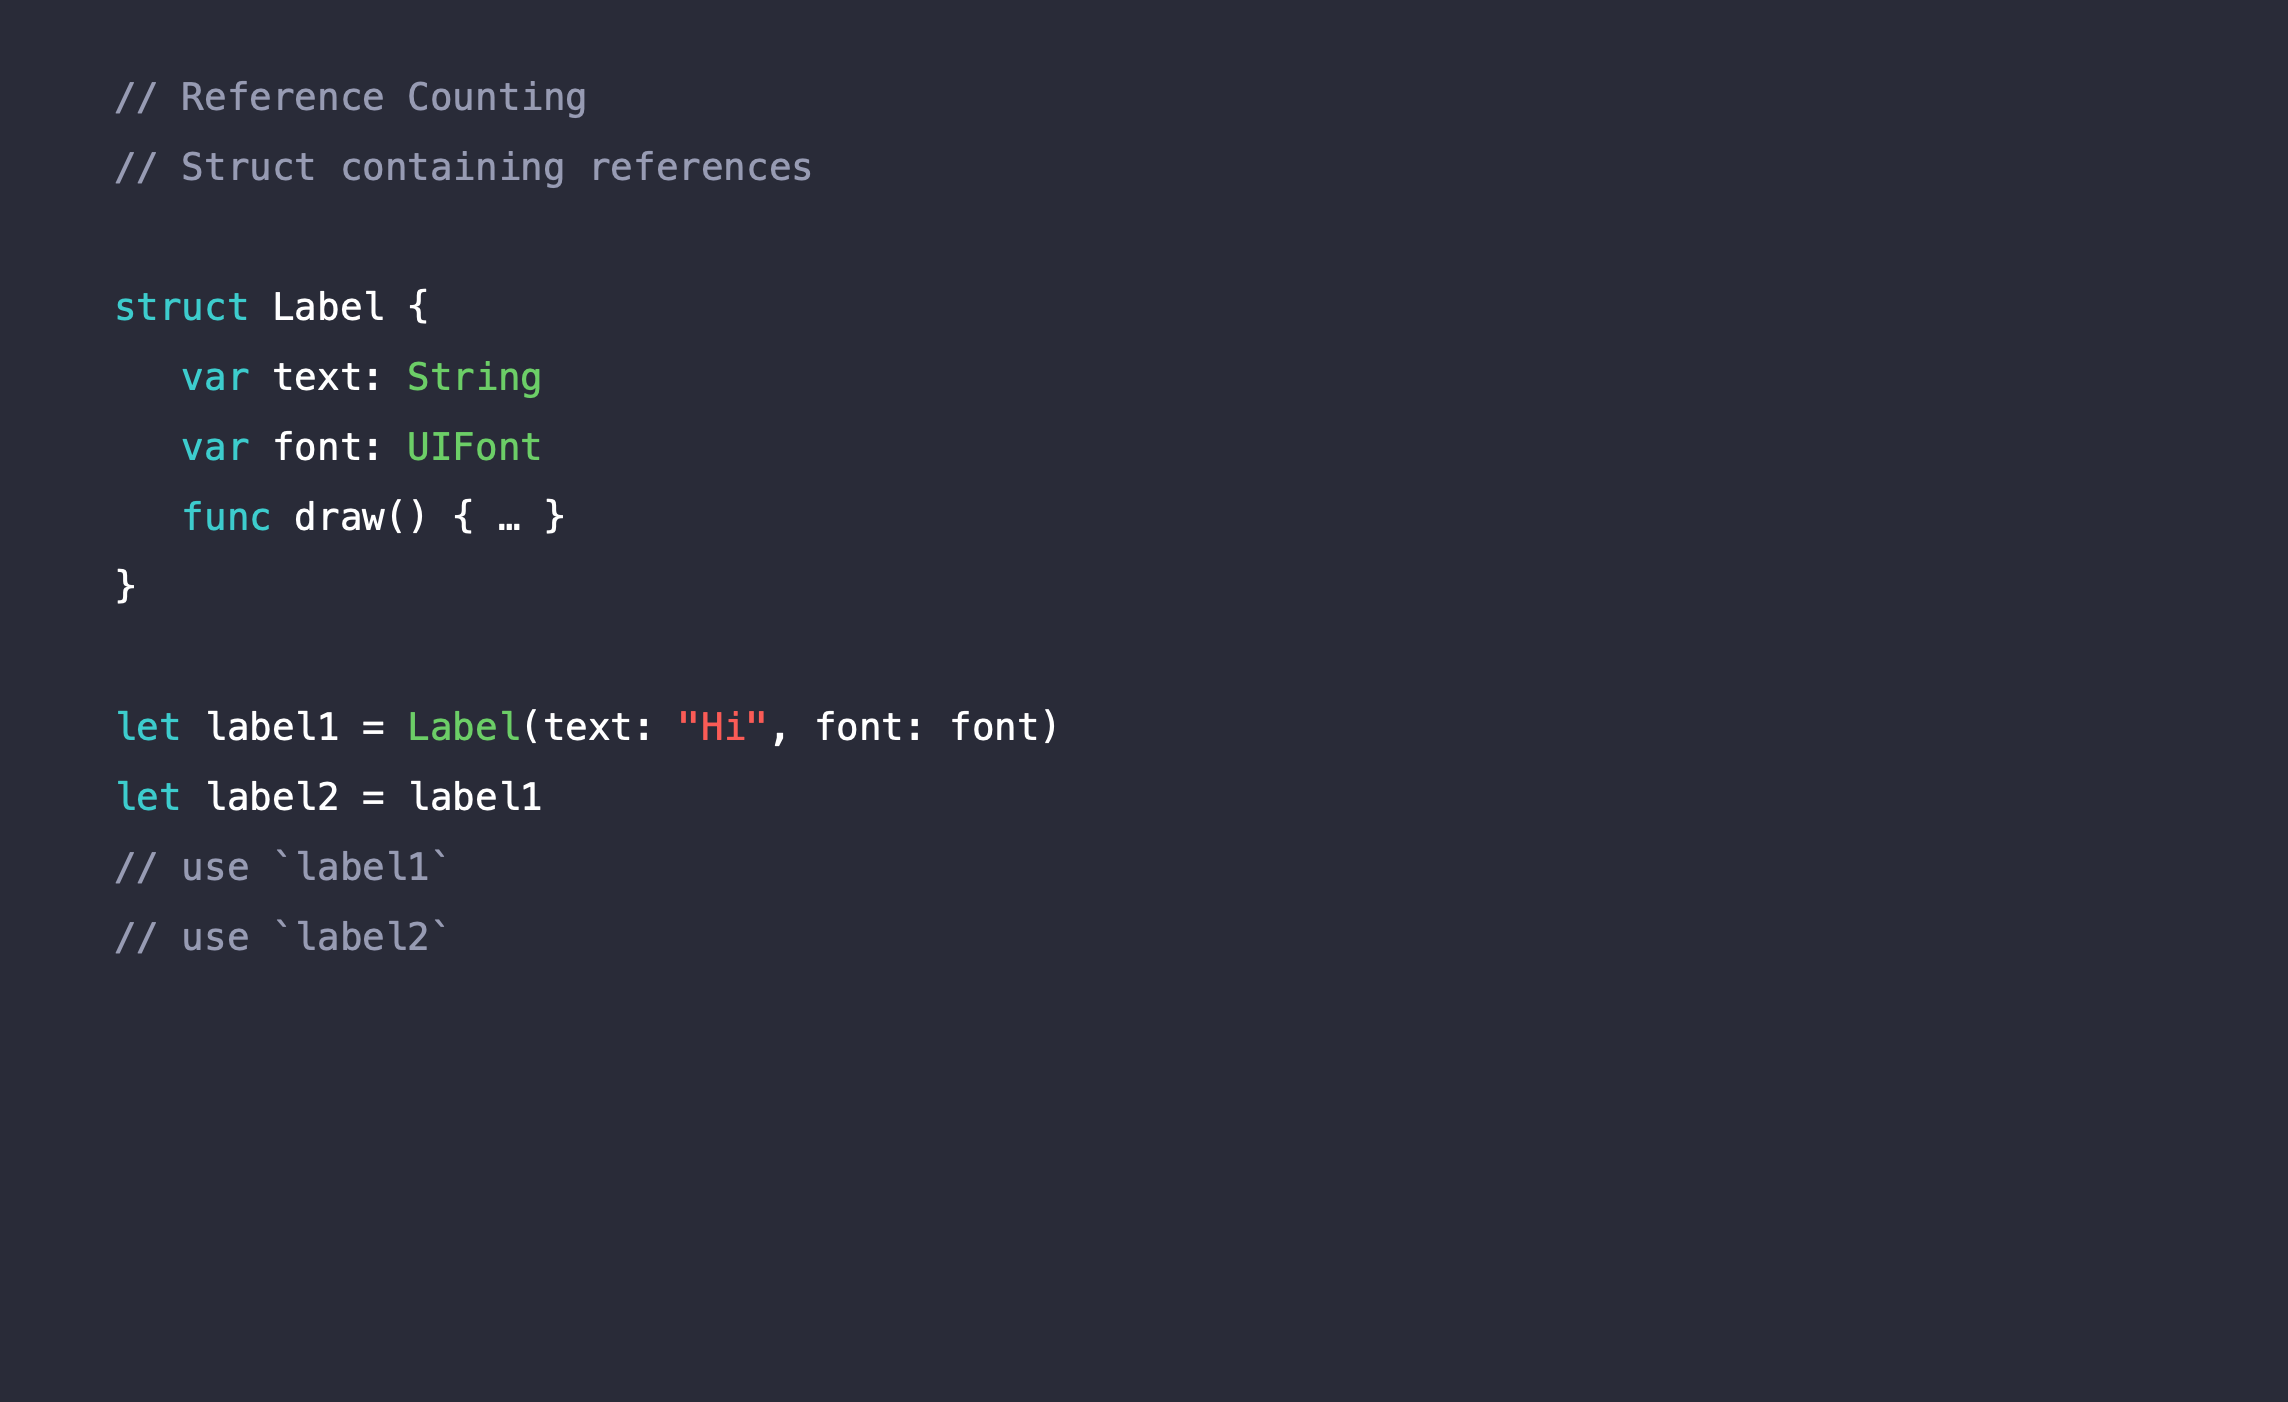 // Reference Counting
// Struct containing references
struct Label {
   var text: String
   var font: UIFont
   func draw() { … }
}
let label1 = Label(text: "Hi", font: font)
let label2 = label1
// use `label1`
// use `label2`